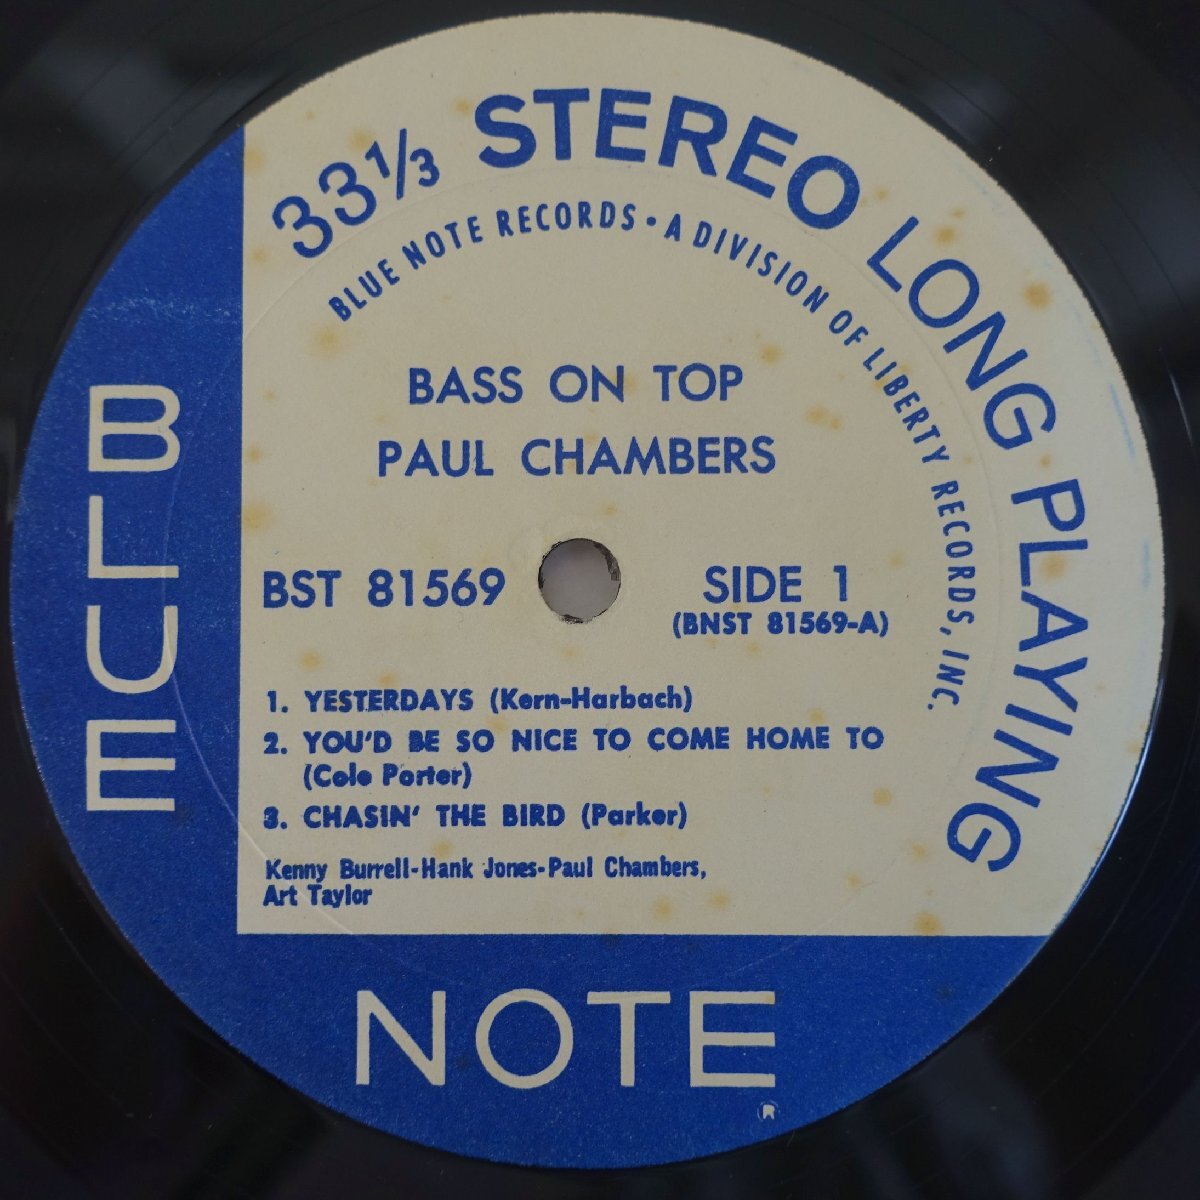 33⅓ STEREO LONG PLAYING
BLUE NOTE RECORDS · A DIVISION OF LIBERTY RECORDS, INC.
BASS ON TOP
PAUL CHAMBERS
BST 81569
SIDE 1
(BNST 81569-A)
1. YESTERDAYS (Kern-Harbach)
2. YOU'D BE SO NICE TO COME HOME TO
(Cole Porter)
3. CHASIN' THE BIRD (Parker)
Kenny Burrell-Hank Jones-Paul Chambers,
Art Taylor
BLUE
NOTE
®